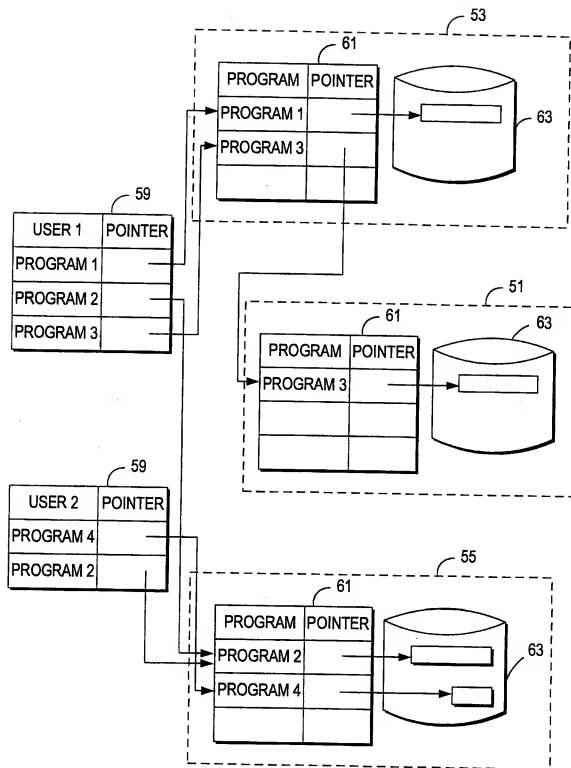 53
61
PROGRAM POINTER
PROGRAM 1
63
PROGRAM 3
59
USER 1 POINTER
PROGRAM 1
PROGRAM 2
PROGRAM 3
51
61
63
PROGRAM POINTER
PROGRAM 3
59
USER 2 POINTER
PROGRAM 4
PROGRAM 2
55
61
PROGRAM POINTER
PROGRAM 2
63
PROGRAM 4